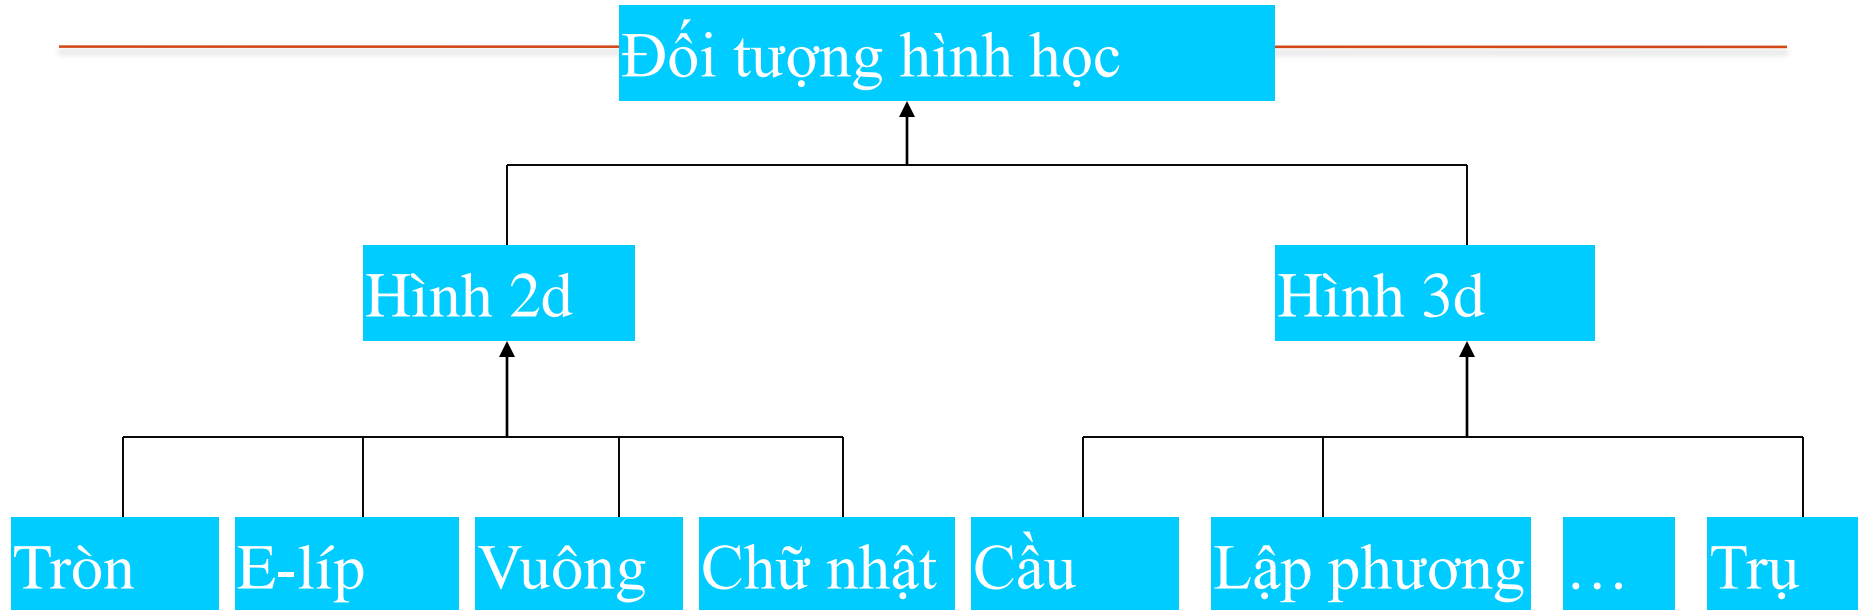 Đối tượng hình học
Hình 2d
Hình 3d
Tròn
E-líp
Vuông
Chữ nhật
Cầu
Lập phương
…
Trụ